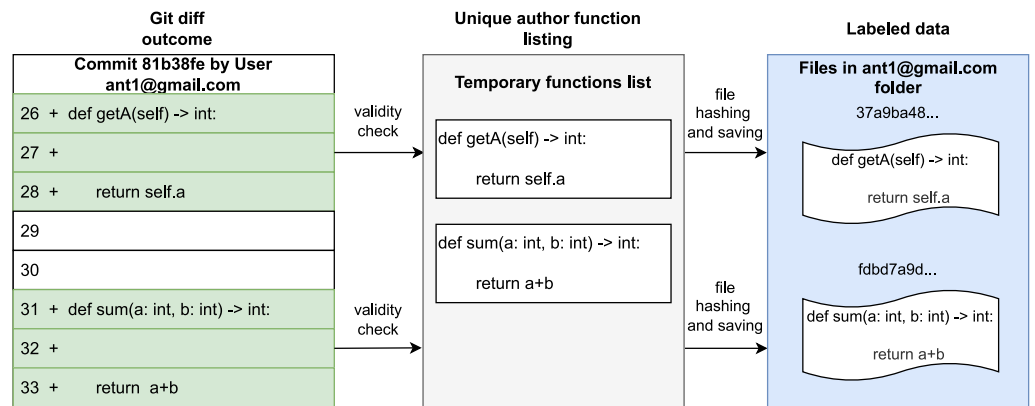 Git diff
outcome
Commit 81b38fe by User
ant1@gmail.com
26 + def getA(self) -> int:
27 +
28 + return self.a
29
30
31 + def sum(a: int, b: int) -> int:
32 +
33 + return a+b
validity
check
validity
check
Unique author function
listing
Temporary functions list
def getA(self) -> int:
return self.a
def sum(a: int, b: int) -> int:
return a+b
file
hashing
and saving
file
hashing
and saving
Labeled data
Files in ant1@gmail.com
folder
37a9ba48...
def getA(self) -> int:
return self.a
fdbd7a9d...
def sum(a: int, b: int) -> int:
return a+b